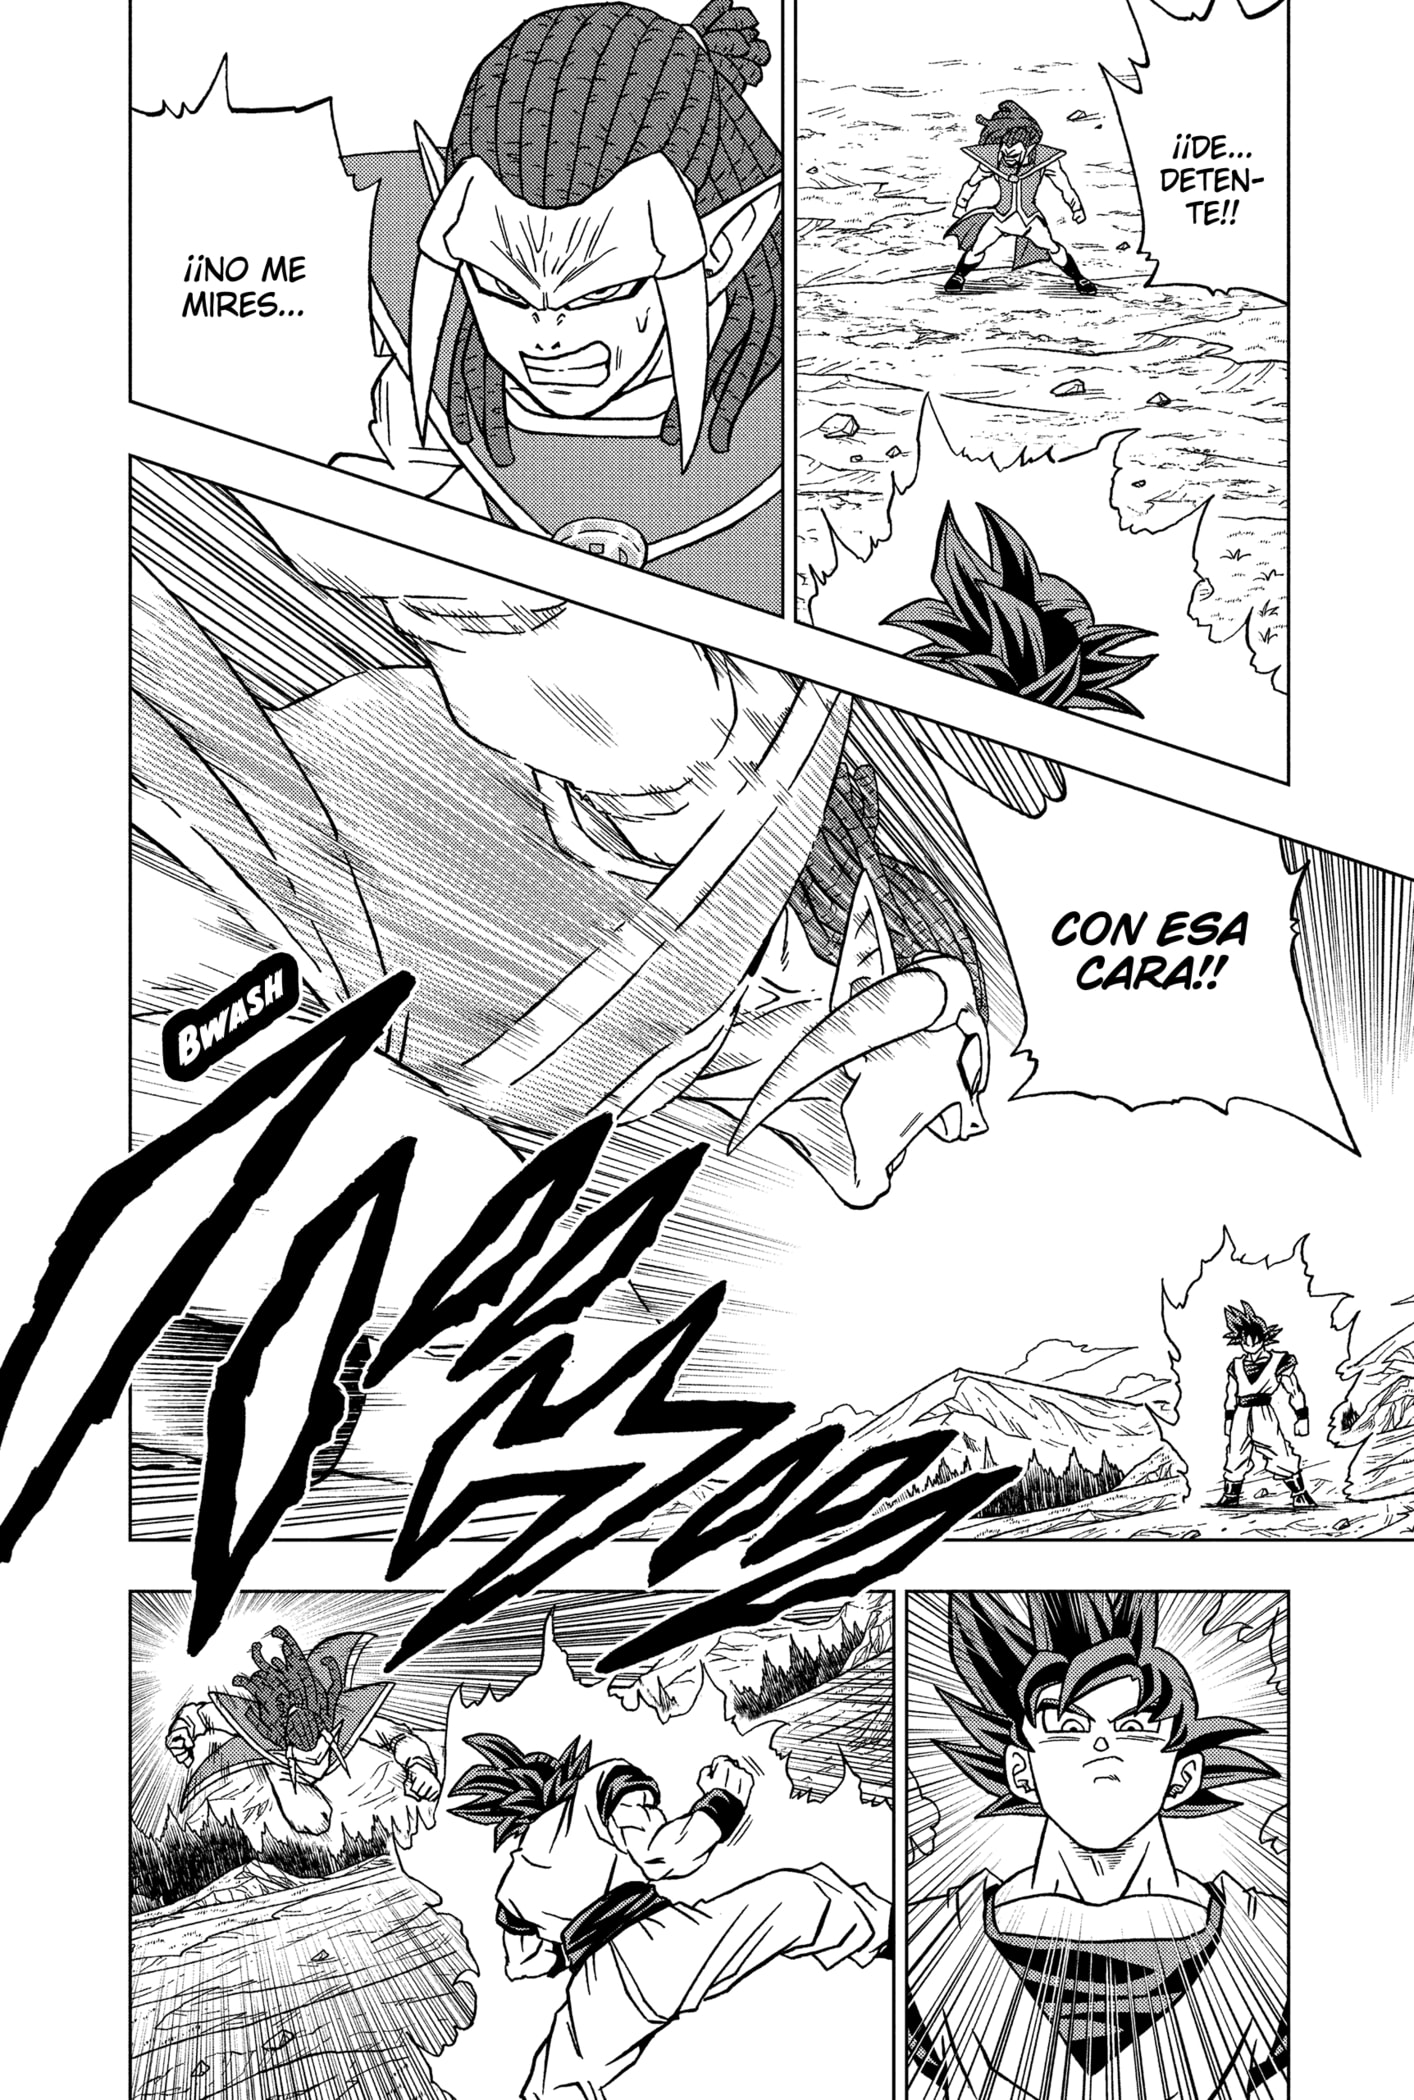 ¡¡DE...
DETEN-
TE!!
¡¡NO ME
MIRES...
CON ESA
CARA!!
BWASH